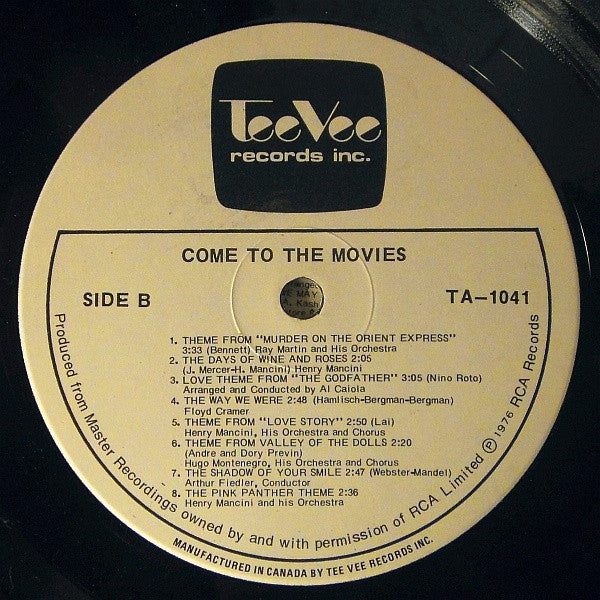 TeeVee
records inc.
COME TO THE MOVIES
SIDE B
TA-1041
1. THEME FROM "MURDER ON THE ORIENT EXPRESS"
3:33 (Bennett) Ray Martin and His Orchestra
2. THE DAYS OF WINE AND ROSES 2:05
(J. Mercer-H. Mancini) Henry Mancini
3. LOVE THEME FROM "THE GODFATHER" 3:05 (Nino Roto)
Arranged and Conducted by Al Caiola
4. THE WAY WE WERE 2:48 (Hamlisch-Bergman-Bergman)
Floyd Cramer
5. THEME FROM "LOVE STORY" 2:50 (Lai)
Henry Mancini, His Orchestra and Chorus
6. THEME FROM VALLEY OF THE DOLLS 2:20
(Andre and Dory Previn)
Hugo Montenegro, His Orchestra and Chorus
7. THE SHADOW OF YOUR SMILE 2:47 (Webster-Mandel)
Arthur Fiedler, Conductor
8. THE PINK PANTHER THEME 2:36
Henry Mancini and his Orchestra
Produced from Master Recordings owned by and with permission of RCA Limited ℗ 1976 RCA Records
MANUFACTURED IN CANADA BY TEE VEE RECORDS INC.